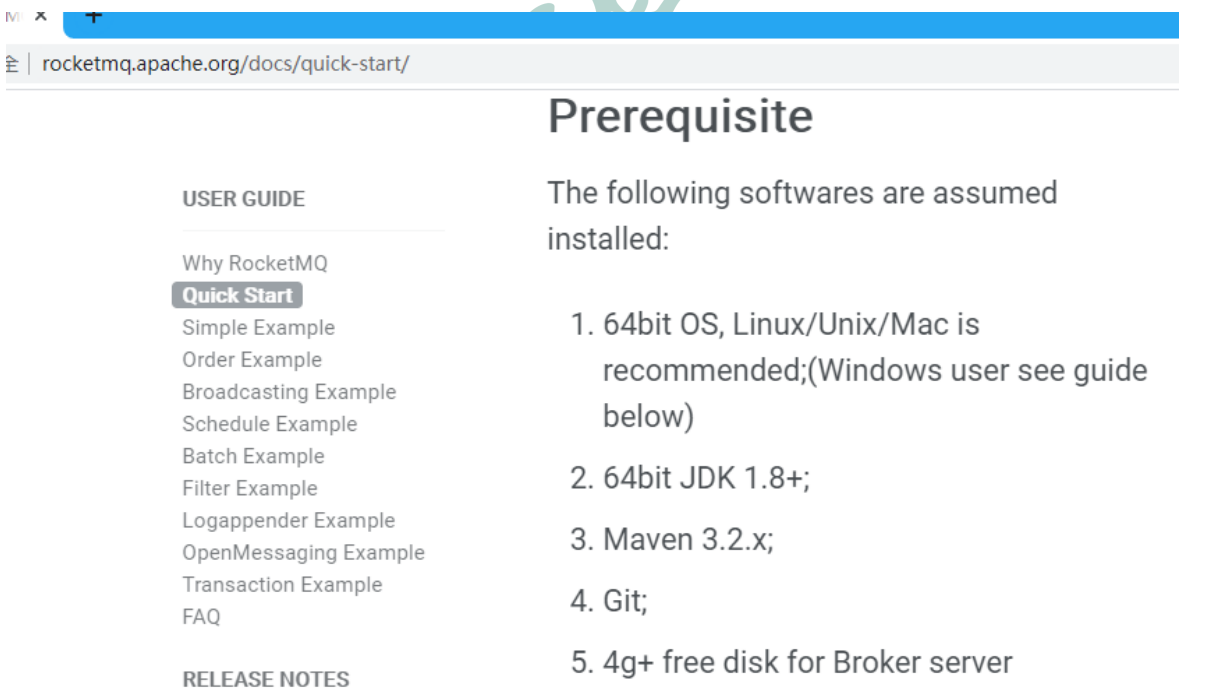 rocketmq.apache.org/docs/quick-start/
Prerequisite
USER GUIDE
Why RocketMQ
Quick Start
Simple Example
Order Example
Broadcasting Example
Schedule Example
Batch Example
Filter Example
Logappender Example
OpenMessaging Example
Transaction Example
FAQ
RELEASE NOTES
The following softwares are assumed
installed:
1. 64bit OS, Linux/Unix/Mac is
recommended;(Windows user see guide
below)
2. 64bit JDK 1.8+;
3. Maven 3.2.x;
4. Git;
5. 4g+ free disk for Broker server